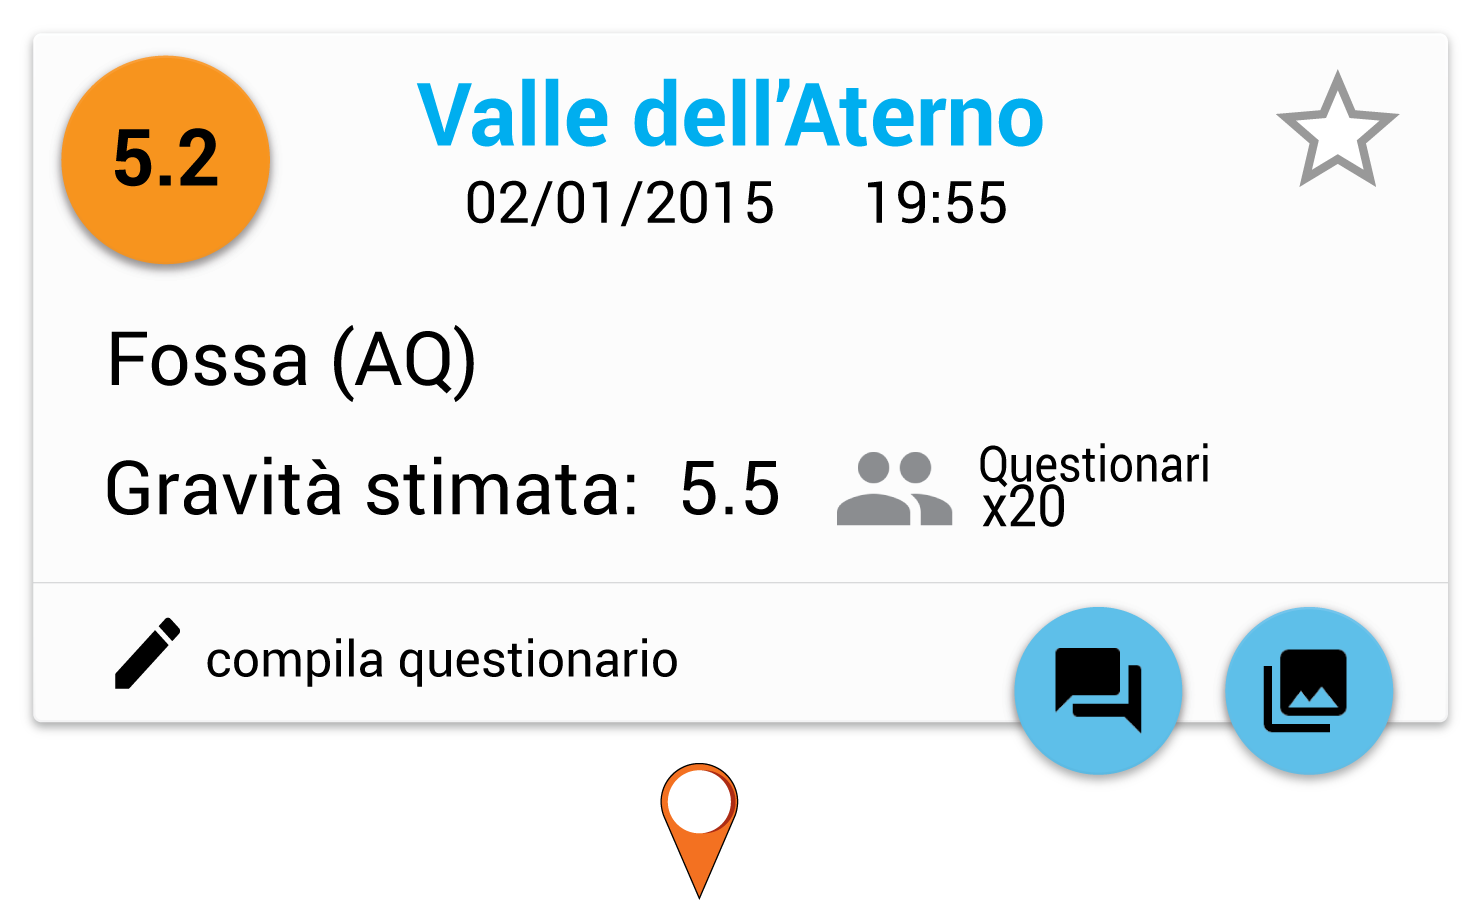 5.2
Valle dell’Aterno
02/01/2015 19:55
Fossa (AQ)
Gravità stimata: 5.5
Questionari
x20
compila questionario